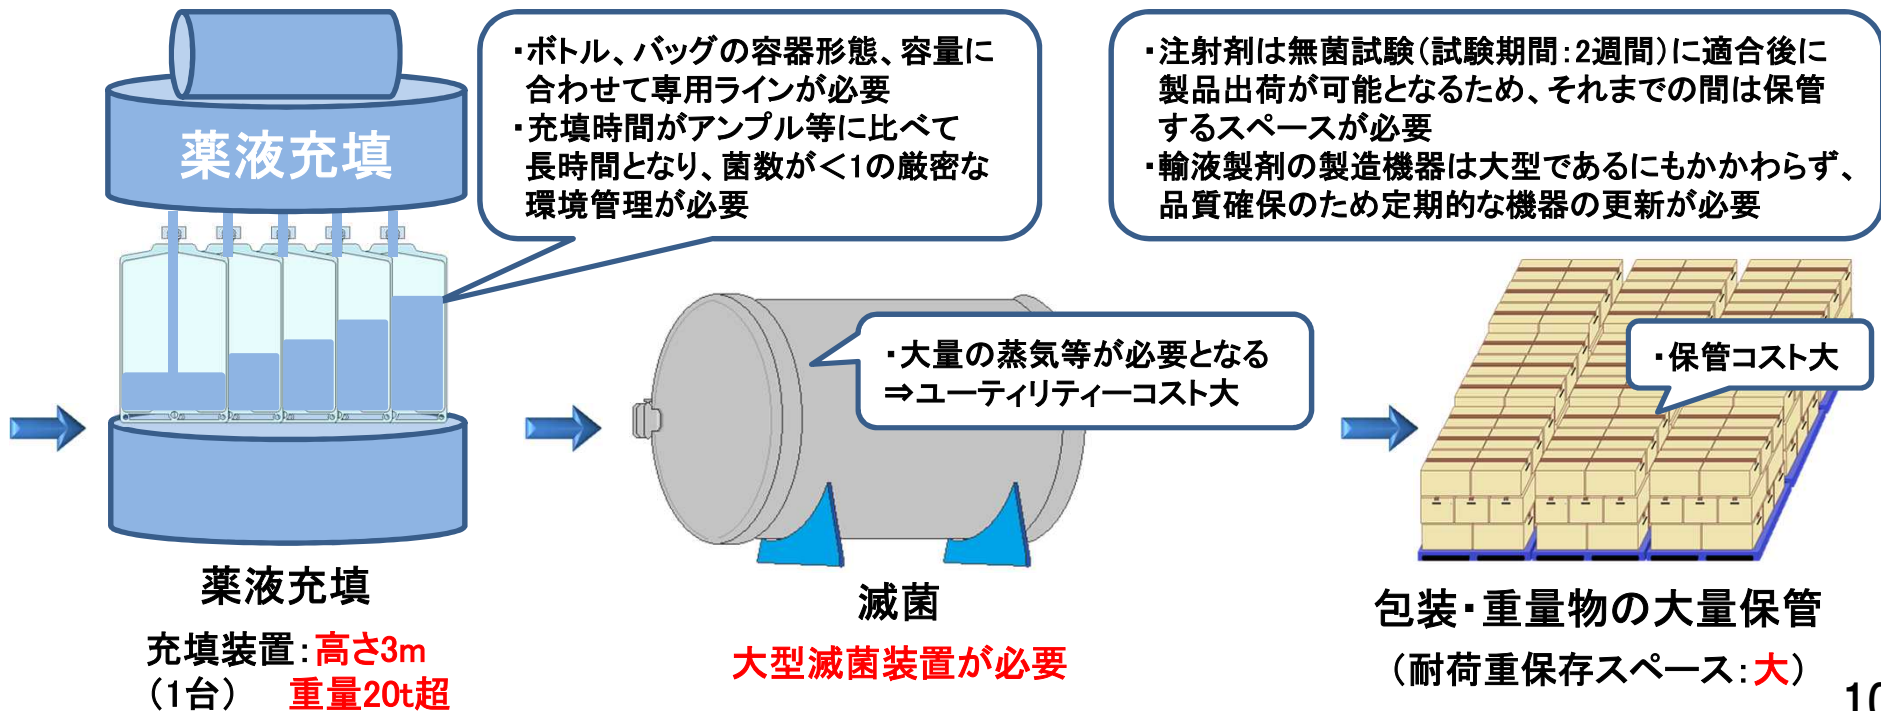 薬液充填
・ボトル、バッグの容器形態、容量に
合わせて専用ラインが必要
・充填時間がアンプル等に比べて
長時間となり、菌数が＜1の厳密な
環境管理が必要
・注射剤は無菌試験（試験期間：2週間）に適合後に
製品出荷が可能となるため、それまでの間は保管
するスペースが必要
・輸液製剤の製造機器は大型であるにもかかわらず、
品質確保のため定期的な機器の更新が必要
・大量の蒸気等が必要となる
⇒ユーティリティーコスト大
・保管コスト大
薬液充填
充填装置：高さ3m
（1台） 重量20t超
滅菌
大型滅菌装置が必要
包装・重量物の大量保管
（耐荷重保存スペース：大）